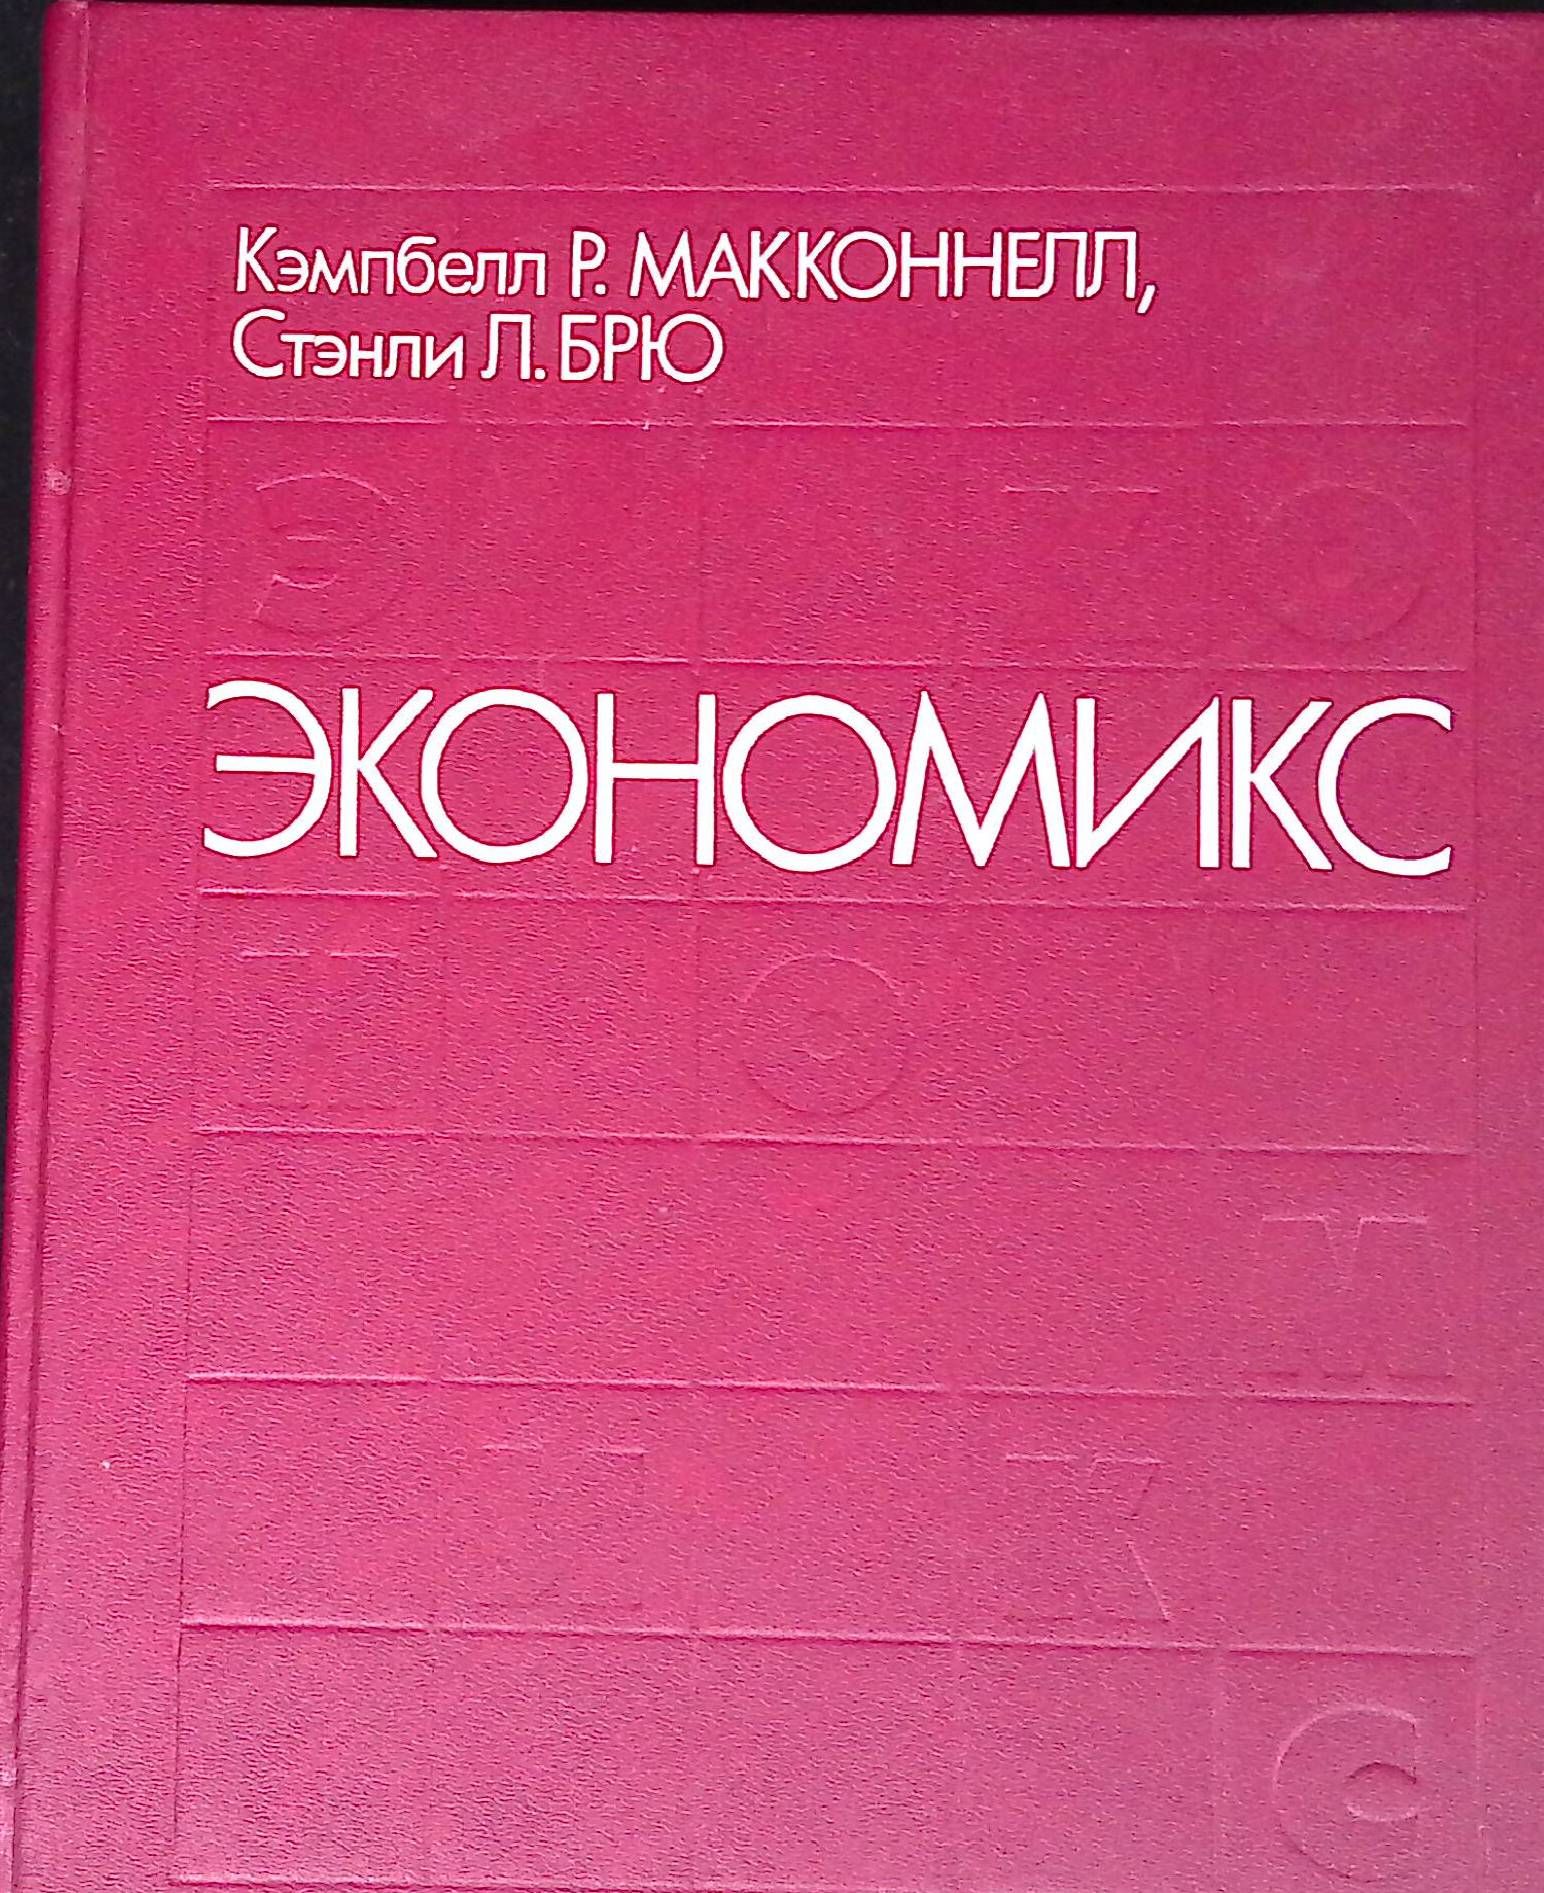 Кэмпбелл Р. МАККОННЕЛЛ,
Стэнли Л. БРЮ
Э К О
ЭКОНОМИКС
Н О
М
И К
С